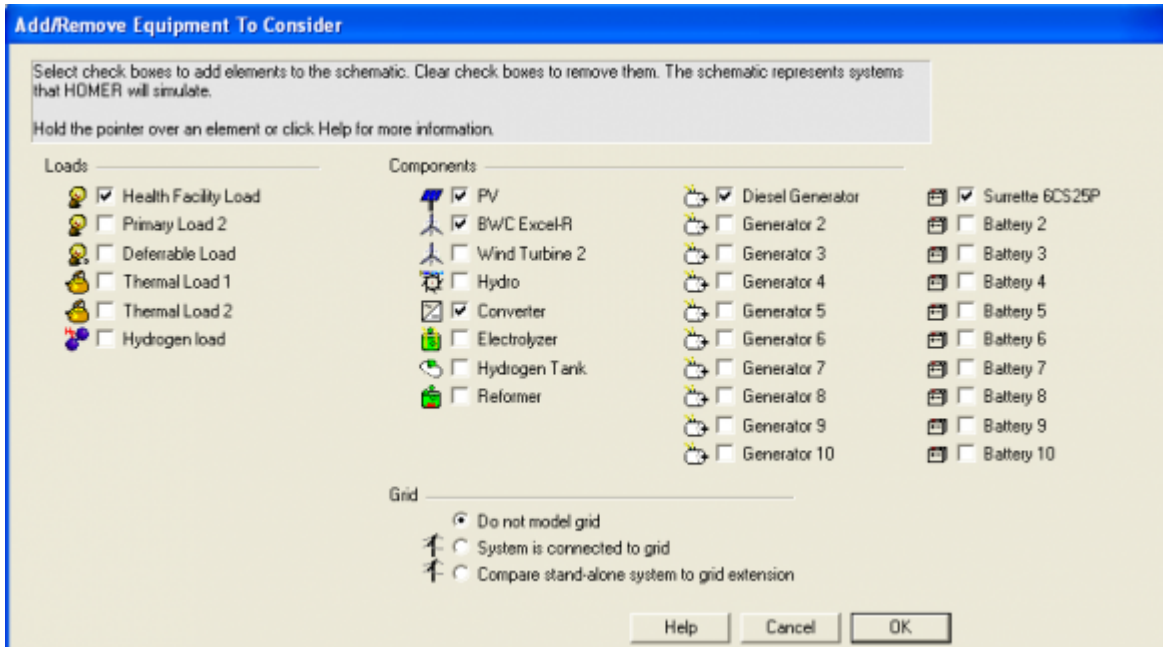 Add/Remove Equipment To Consider
Select check boxes to add elements to the schematic. Clear check boxes to remove them. The schematic represents systems
that HOMER will simulate.
Hold the pointer over an element or click Help for more information.
Loads
Health Facility Load
Primary Load 2
Deferrable Load
Thermal Load 1
Thermal Load 2
Hydrogen load
Components
PV
BWC Excel-R
Wind Turbine 2
Hydro
Converter
Electrolyzer
Hydrogen Tank
Reformer
Diesel Generator
Generator 2
Generator 3
Generator 4
Generator 5
Generator 6
Generator 7
Generator 8
Generator 9
Generator 10
Surrette 6CS25P
Battery 2
Battery 3
Battery 4
Battery 5
Battery 6
Battery 7
Battery 8
Battery 9
Battery 10
Grid
Do not model grid
System is connected to grid
Compare stand-alone system to grid extension
Help
Cancel
OK